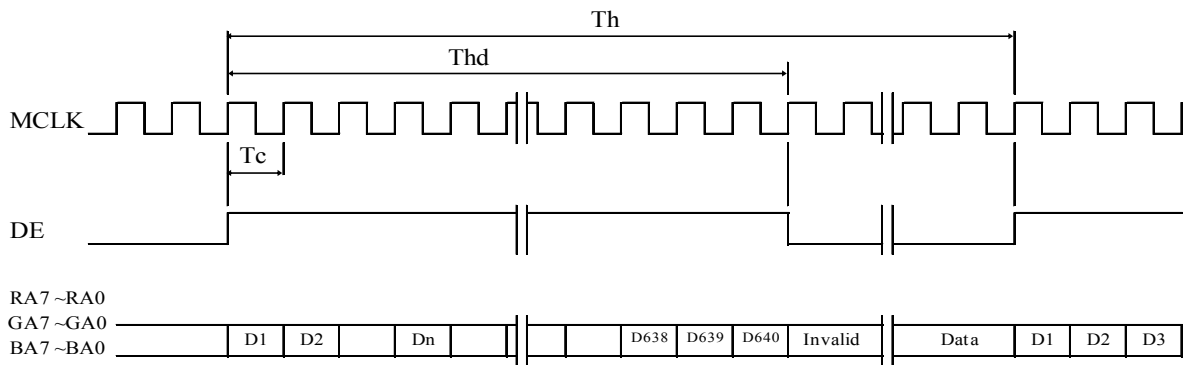 Th
Thd
MCLK
Tc
DE
RA7 ~RA0
GA7 ~GA0
BA7 ~BA0
D1 D2 Dn D638 D639 D640 Invalid Data D1 D2 D3